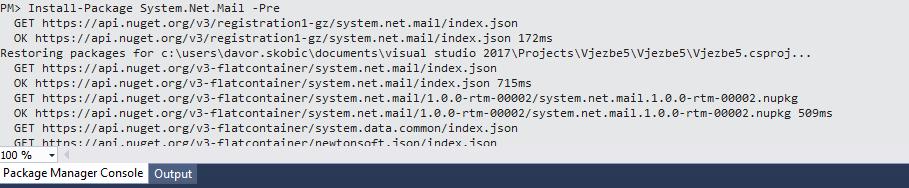 PM> Install-Package System.Net.Mail -Pre
GET https://api.nuget.org/v3/registration1-gz/system.net.mail/index.json
OK https://api.nuget.org/v3/registration1-gz/system.net.mail/index.json 172ms
Restoring packages for c:\users\davor.skobic\documents\visual studio 2017\Projects\Vjezbe5\Vjezbe5\Vjezbe5.csproj...
GET https://api.nuget.org/v3-flatcontainer/system.net.mail/index.json
OK https://api.nuget.org/v3-flatcontainer/system.net.mail/index.json 715ms
GET https://api.nuget.org/v3-flatcontainer/system.net.mail/1.0.0-rtm-00002/system.net.mail.1.0.0-rtm-00002.nupkg
OK https://api.nuget.org/v3-flatcontainer/system.net.mail/1.0.0-rtm-00002/system.net.mail.1.0.0-rtm-00002.nupkg 509ms
GET https://api.nuget.org/v3-flatcontainer/system.data.common/index.json
GET https://api.nuget.org/v3-flatcontainer/newtonsoft.json/index.json
100 %
Package Manager Console Output